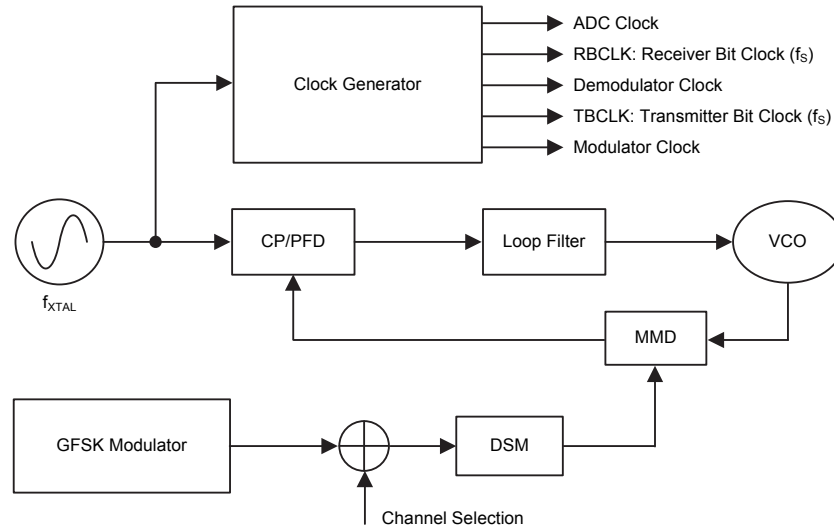 ADC Clock
RBCLK: Receiver Bit Clock (fS)
Clock Generator
Demodulator Clock
TBCLK: Transmitter Bit Clock (fS)
Modulator Clock
CP/PFD
Loop Filter
VCO
fXTAL
MMD
GFSK Modulator
DSM
Channel Selection